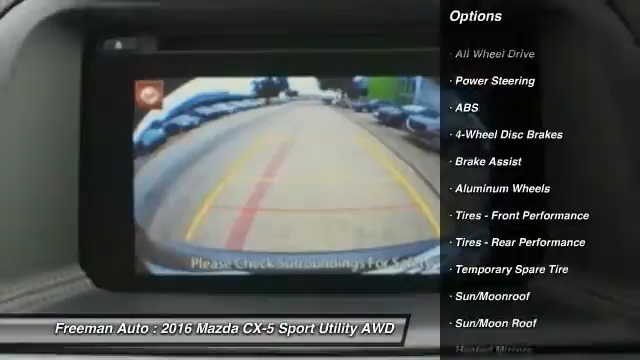 Options
· All Wheel Drive
· Power Steering
· ABS
· 4-Wheel Disc Brakes
· Brake Assist
· Aluminum Wheels
· Tires - Front Performance
· Tires - Rear Performance
· Temporary Spare Tire
· Sun/Moonroof
· Sun/Moon Roof
· Heated Mirrors
Please Check Surroundings For Safety
Freeman Auto : 2016 Mazda CX-5 Sport Utility AWD